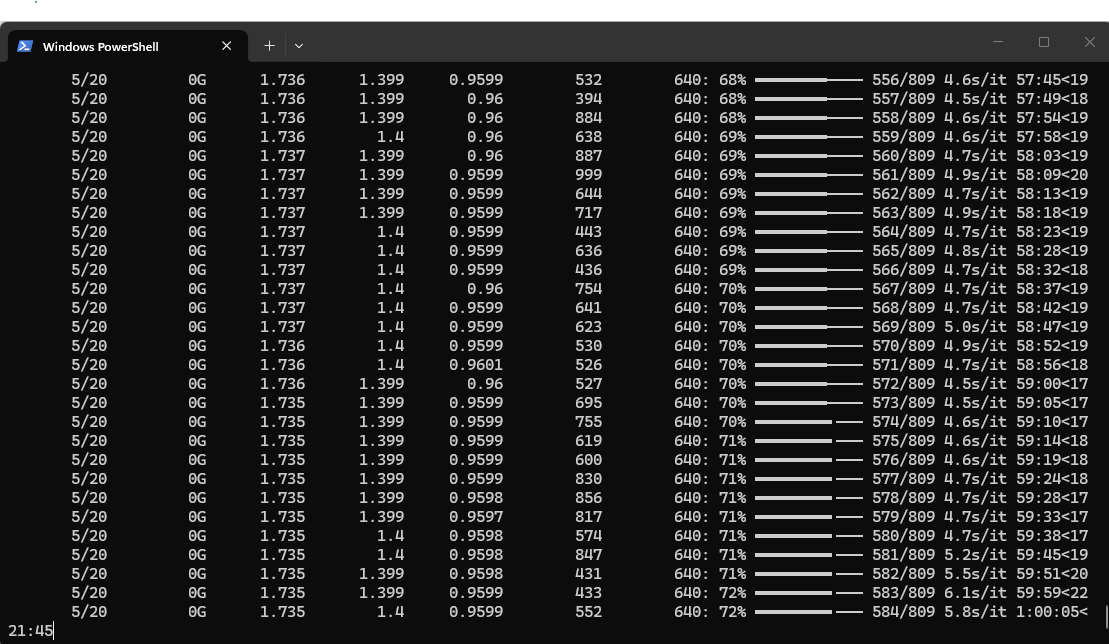 Windows PowerShell
5/20 0G 1.736 1.399 0.9599 532 640: 68% 556/809 4.6s/it 57:45<19
5/20 0G 1.736 1.399 0.96 394 640: 68% 557/809 4.5s/it 57:49<18
5/20 0G 1.736 1.399 0.96 884 640: 68% 558/809 4.6s/it 57:54<19
5/20 0G 1.736 1.4 0.96 638 640: 69% 559/809 4.6s/it 57:58<19
5/20 0G 1.737 1.399 0.96 887 640: 69% 560/809 4.7s/it 58:03<19
5/20 0G 1.737 1.399 0.9599 999 640: 69% 561/809 4.9s/it 58:09<20
5/20 0G 1.737 1.399 0.9599 644 640: 69% 562/809 4.7s/it 58:13<19
5/20 0G 1.737 1.399 0.9599 717 640: 69% 563/809 4.9s/it 58:18<19
5/20 0G 1.737 1.4 0.9599 443 640: 69% 564/809 4.7s/it 58:23<19
5/20 0G 1.737 1.4 0.9599 636 640: 69% 565/809 4.8s/it 58:28<19
5/20 0G 1.737 1.4 0.9599 436 640: 69% 566/809 4.7s/it 58:32<18
5/20 0G 1.737 1.4 0.96 754 640: 70% 567/809 4.7s/it 58:37<19
5/20 0G 1.737 1.4 0.9599 641 640: 70% 568/809 4.7s/it 58:42<19
5/20 0G 1.737 1.4 0.9599 623 640: 70% 569/809 5.0s/it 58:47<19
5/20 0G 1.736 1.4 0.9599 530 640: 70% 570/809 4.9s/it 58:52<19
5/20 0G 1.736 1.4 0.9601 526 640: 70% 571/809 4.7s/it 58:56<18
5/20 0G 1.736 1.399 0.96 527 640: 70% 572/809 4.5s/it 59:00<17
5/20 0G 1.735 1.399 0.9599 695 640: 70% 573/809 4.5s/it 59:05<17
5/20 0G 1.735 1.399 0.9599 755 640: 70% 574/809 4.6s/it 59:10<17
5/20 0G 1.735 1.399 0.9599 619 640: 71% 575/809 4.6s/it 59:14<18
5/20 0G 1.735 1.399 0.9599 600 640: 71% 576/809 4.6s/it 59:19<18
5/20 0G 1.735 1.399 0.9599 830 640: 71% 577/809 4.7s/it 59:24<18
5/20 0G 1.735 1.399 0.9598 856 640: 71% 578/809 4.7s/it 59:28<17
5/20 0G 1.735 1.399 0.9597 817 640: 71% 579/809 4.7s/it 59:33<17
5/20 0G 1.735 1.4 0.9598 574 640: 71% 580/809 4.7s/it 59:38<17
5/20 0G 1.735 1.4 0.9598 847 640: 71% 581/809 5.2s/it 59:45<19
5/20 0G 1.735 1.399 0.9598 431 640: 71% 582/809 5.5s/it 59:51<20
5/20 0G 1.735 1.399 0.9599 433 640: 72% 583/809 6.1s/it 59:59<22
5/20 0G 1.735 1.4 0.9599 552 640: 72% 584/809 5.8s/it 1:00:05<
21:45